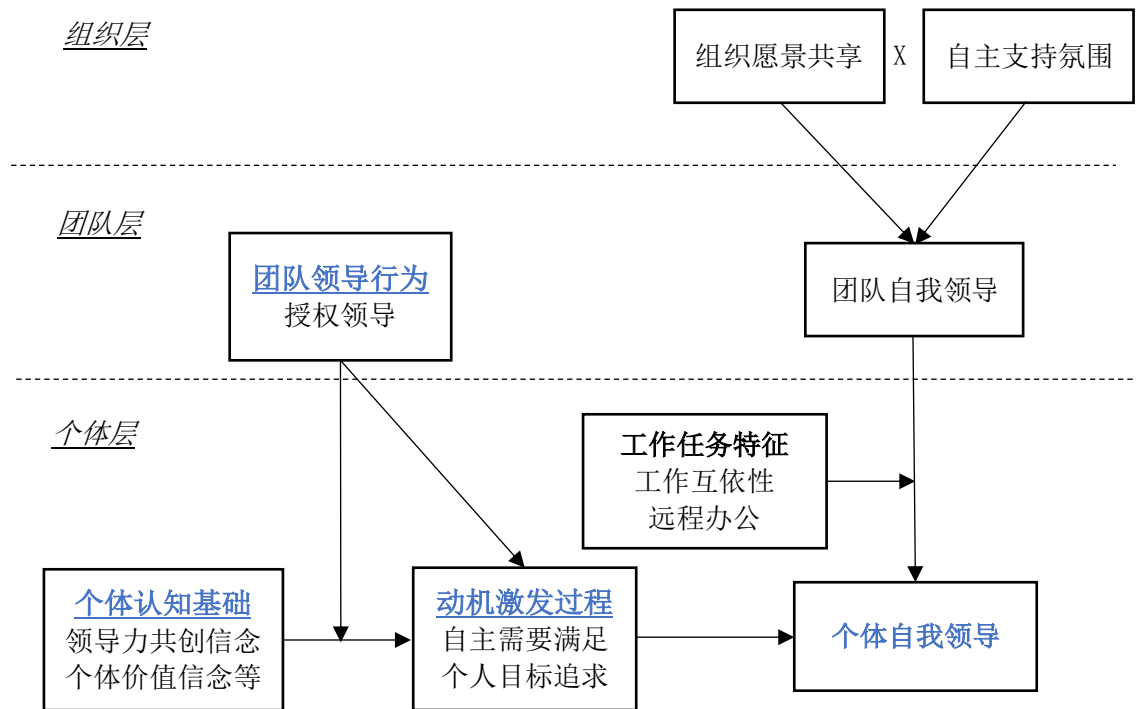 组织层
组织愿景共享 X 自主支持氛围
团队层
团队领导行为
授权领导
团队自我领导
个体层
工作任务特征
工作互依性
远程办公
个体认知基础
领导力共创信念
个体价值信念等
动机激发过程
自主需要满足
个人目标追求
个体自我领导